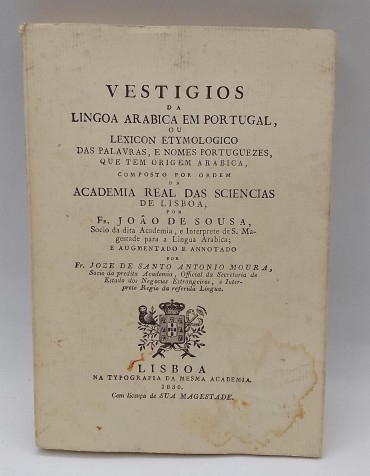 VESTIGIOS
DA
LINGOA ARABICA EM PORTUGAL,
OU
LEXICON ETYMOLOGICO
DAS PALAVRAS, E NOMES PORTUGUEZES,
QUE TEM ORIGEM ARABICA,
COMPOSTO POR ORDEM
DA
ACADEMIA REAL DAS SCIENCIAS
DE LISBOA,
POR
FR. JOÃO DE SOUSA,
Socio da dita Academia, e Interprete de S. Ma-
gestade para a Lingua Arabica;
E AUGMENTADO E ANNOTADO
POR
FR. JOZE DE SANTO ANTONIO MOURA,
Socio da predita Academia, Official da Secretaria de
Estado dos Negocios Estrangeiros, e Inter-
prete Regio da referida Lingua.
LISBOA
NA TYPOGRAFIA DA MESMA ACADEMIA.
1830.
Com licença de SUA MAGESTADE.